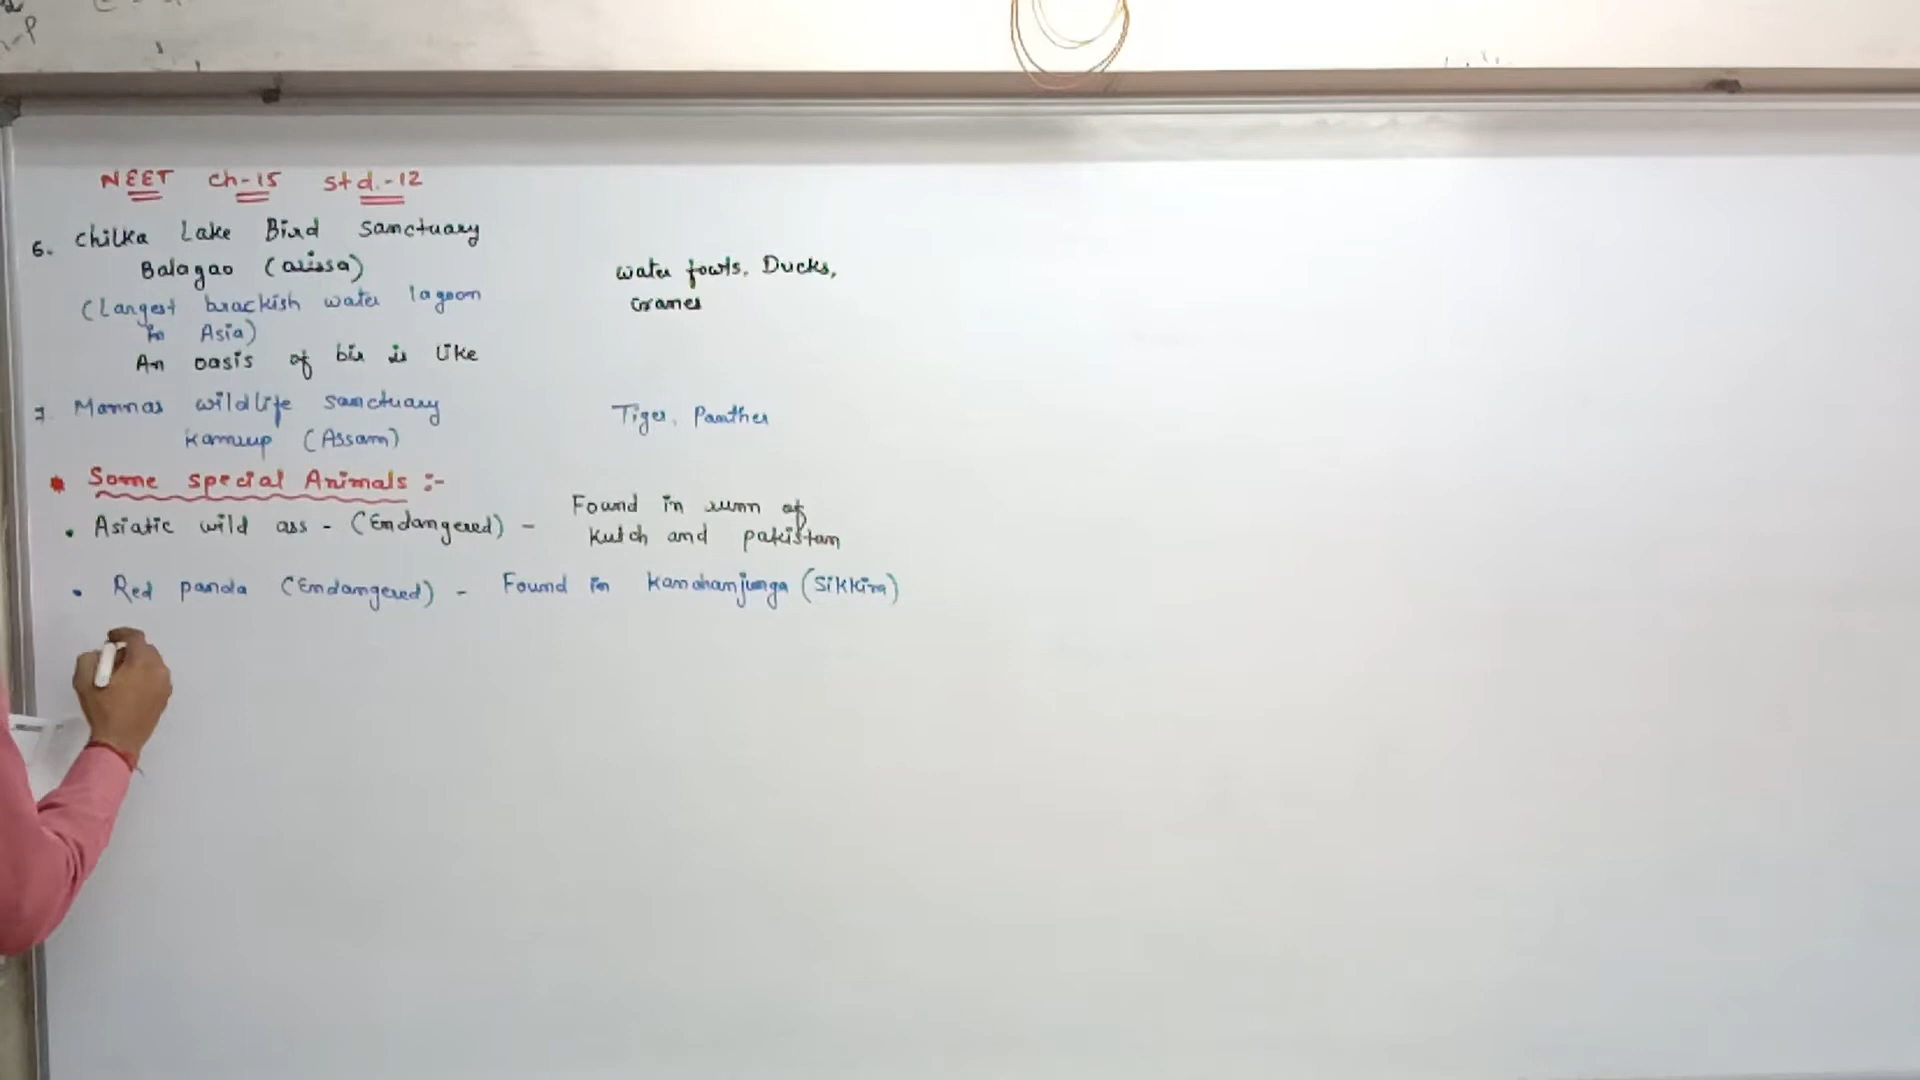 NEET ch-15 std.-12
6. chilka Lake Bird sanctuary
Balagao (orissa)
water fowls, Ducks,
cranes
(Largest brackish water lagoon
in Asia)
An oasis of bir is like
7. Mannas wildlife sanctuary
kamrup (Assam)
Tiger, Panther
* Some special Animals :-
• Asiatic wild ass - (Endangered) - Found in runn of
kutch and pakistan
• Red panda (Endangered) - Found in kanchanjunga (Sikkim)